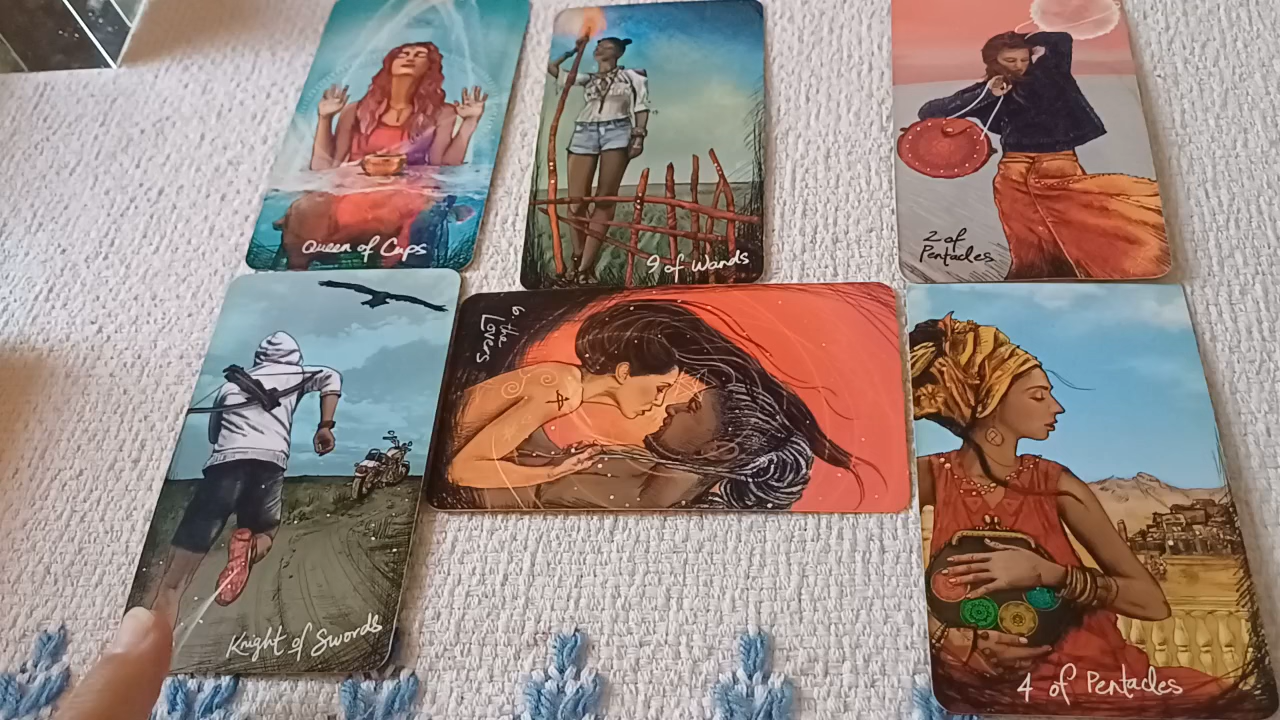 Queen of Cups
9 of Wands
2 of
Pentacles
Knight of Swords
6. the
Lovers
4 of Pentacles